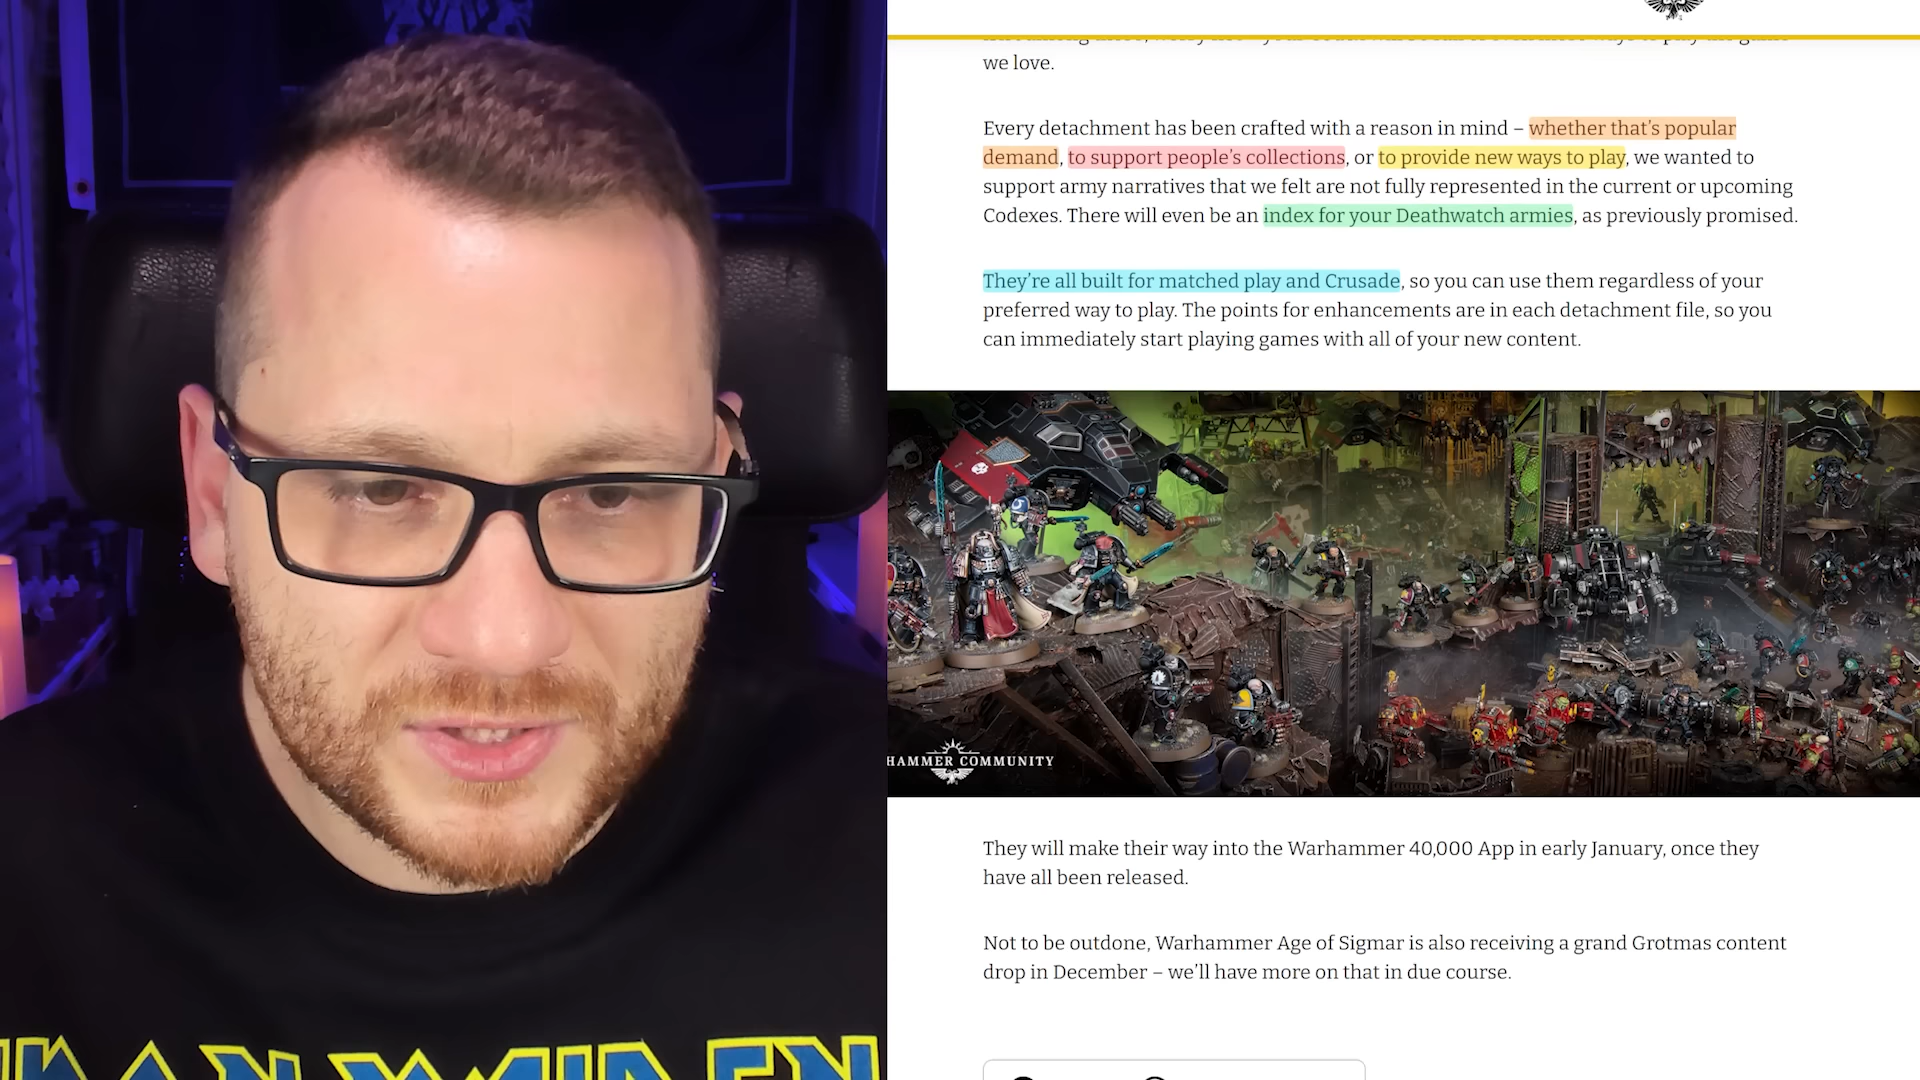 we love.
Every detachment has been crafted with a reason in mind – whether that's popular
demand, to support people's collections, or to provide new ways to play, we wanted to
support army narratives that we felt are not fully represented in the current or upcoming
Codexes. There will even be an index for your Deathwatch armies, as previously promised.
They're all built for matched play and Crusade, so you can use them regardless of your
preferred way to play. The points for enhancements are in each detachment file, so you
can immediately start playing games with all of your new content.
HAMMER COMMUNITY
They will make their way into the Warhammer 40,000 App in early January, once they
have all been released.
Not to be outdone, Warhammer Age of Sigmar is also receiving a grand Grotmas content
drop in December – we'll have more on that in due course.
IRON MAIDEN